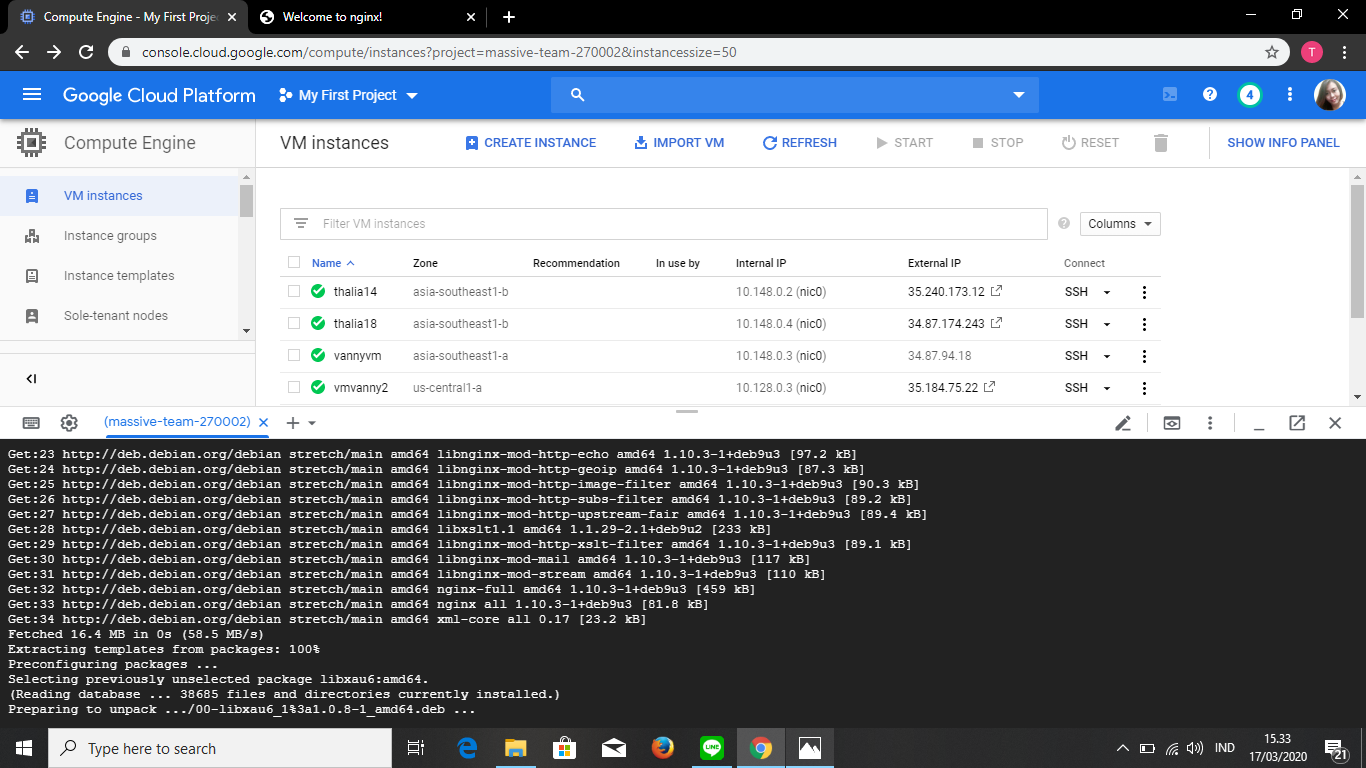 Compute Engine - My First Proje
Welcome to nginx!
console.cloud.google.com/compute/instances?project=massive-team-270002&instancessize=50
T
Google Cloud Platform
My First Project
4
Compute Engine
VM instances
CREATE INSTANCE
IMPORT VM
REFRESH
START
STOP
RESET
SHOW INFO PANEL
VM instances
Instance groups
Instance templates
Sole-tenant nodes
Filter VM instances
Columns
Name Zone Recommendation In use by Internal IP External IP Connect
thalia14 asia-southeast1-b 10.148.0.2 (nic0) 35.240.173.12 SSH
thalia18 asia-southeast1-b 10.148.0.4 (nic0) 34.87.174.243 SSH
vannyvm asia-southeast1-a 10.148.0.3 (nic0) 34.87.94.18 SSH
vmvanny2 us-central1-a 10.128.0.3 (nic0) 35.184.75.22 SSH
(massive-team-270002)
Get:23 http://deb.debian.org/debian stretch/main amd64 libnginx-mod-http-echo amd64 1.10.3-1+deb9u3 [97.2 kB]
Get:24 http://deb.debian.org/debian stretch/main amd64 libnginx-mod-http-geoip amd64 1.10.3-1+deb9u3 [87.3 kB]
Get:25 http://deb.debian.org/debian stretch/main amd64 libnginx-mod-http-image-filter amd64 1.10.3-1+deb9u3 [90.3 kB]
Get:26 http://deb.debian.org/debian stretch/main amd64 libnginx-mod-http-subs-filter amd64 1.10.3-1+deb9u3 [89.2 kB]
Get:27 http://deb.debian.org/debian stretch/main amd64 libnginx-mod-http-upstream-fair amd64 1.10.3-1+deb9u3 [89.4 kB]
Get:28 http://deb.debian.org/debian stretch/main amd64 libxslt1.1 amd64 1.1.29-2.1+deb9u2 [233 kB]
Get:29 http://deb.debian.org/debian stretch/main amd64 libnginx-mod-http-xslt-filter amd64 1.10.3-1+deb9u3 [89.1 kB]
Get:30 http://deb.debian.org/debian stretch/main amd64 libnginx-mod-mail amd64 1.10.3-1+deb9u3 [117 kB]
Get:31 http://deb.debian.org/debian stretch/main amd64 libnginx-mod-stream amd64 1.10.3-1+deb9u3 [110 kB]
Get:32 http://deb.debian.org/debian stretch/main amd64 nginx-full amd64 1.10.3-1+deb9u3 [459 kB]
Get:33 http://deb.debian.org/debian stretch/main amd64 nginx all 1.10.3-1+deb9u3 [81.8 kB]
Get:34 http://deb.debian.org/debian stretch/main amd64 xml-core all 0.17 [23.2 kB]
Fetched 16.4 MB in 0s (58.5 MB/s)
Extracting templates from packages: 100%
Preconfiguring packages ...
Selecting previously unselected package libxau6:amd64.
(Reading database ... 38685 files and directories currently installed.)
Preparing to unpack .../00-libxau6_1%3a1.0.8-1_amd64.deb ...
Type here to search
LINE
IND
15.33
17/03/2020
21